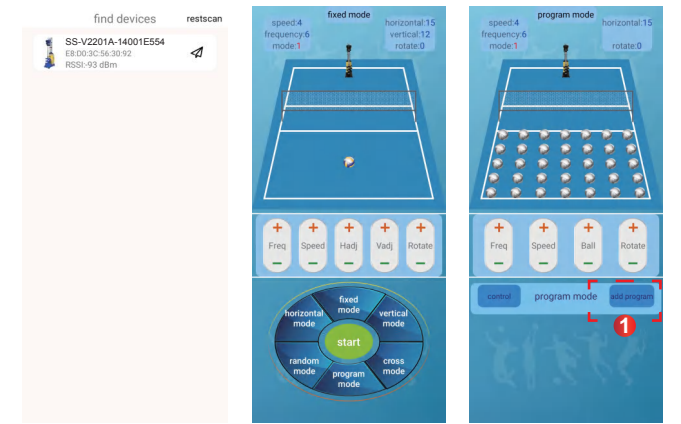 find devices
restscan
SS-V2201A-14001E554
E8:D0:3C:56:30:92
RSSI:-93 dBm
fixed mode
speed:4
frequency:6
mode:1
horizontal:15
vertical:12
rotate:0
Freq
Speed
Hadj
Vadj
Rotate
fixed
mode
horizontal
mode
vertical
mode
start
random
mode
program
mode
cross
mode
program mode
speed:4
frequency:6
mode:1
horizontal:15
rotate:0
Freq
Speed
Ball
Rotate
control
program mode
add program
1